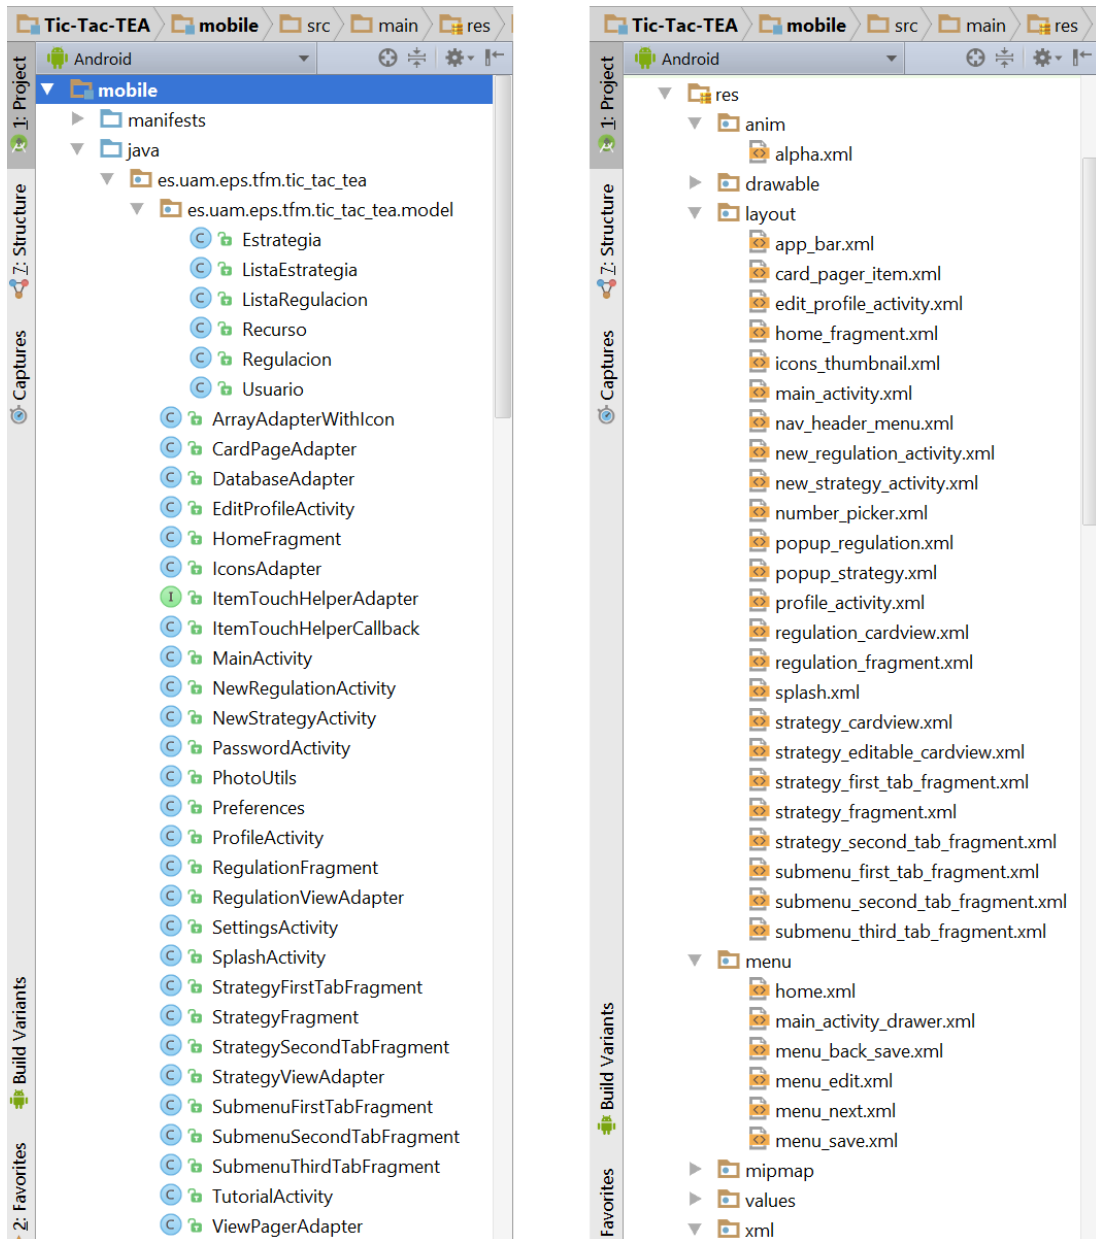 Tic-Tac-TEA mobile src main res
Android
1: Project
7: Structure
Captures
Build Variants
2: Favorites
mobile
manifests
java
es.uam.eps.tfm.tic_tac_tea
es.uam.eps.tfm.tic_tac_tea.model
Estrategia
ListaEstrategia
ListaRegulacion
Recurso
Regulacion
Usuario
ArrayAdapterWithIcon
CardPageAdapter
DatabaseAdapter
EditProfileActivity
HomeFragment
IconsAdapter
ItemTouchHelperAdapter
ItemTouchHelperCallback
MainActivity
NewRegulationActivity
NewStrategyActivity
PasswordActivity
PhotoUtils
Preferences
ProfileActivity
RegulationFragment
RegulationViewAdapter
SettingsActivity
SplashActivity
StrategyFirstTabFragment
StrategyFragment
StrategySecondTabFragment
StrategyViewAdapter
SubmenuFirstTabFragment
SubmenuSecondTabFragment
SubmenuThirdTabFragment
TutorialActivity
ViewPagerAdapter
Tic-Tac-TEA mobile src main res
Android
1: Project
7: Structure
Captures
Build Variants
Favorites
res
anim
alpha.xml
drawable
layout
app_bar.xml
card_pager_item.xml
edit_profile_activity.xml
home_fragment.xml
icons_thumbnail.xml
main_activity.xml
nav_header_menu.xml
new_regulation_activity.xml
new_strategy_activity.xml
number_picker.xml
popup_regulation.xml
popup_strategy.xml
profile_activity.xml
regulation_cardview.xml
regulation_fragment.xml
splash.xml
strategy_cardview.xml
strategy_editable_cardview.xml
strategy_first_tab_fragment.xml
strategy_fragment.xml
strategy_second_tab_fragment.xml
submenu_first_tab_fragment.xml
submenu_second_tab_fragment.xml
submenu_third_tab_fragment.xml
menu
home.xml
main_activity_drawer.xml
menu_back_save.xml
menu_edit.xml
menu_next.xml
menu_save.xml
mipmap
values
xml